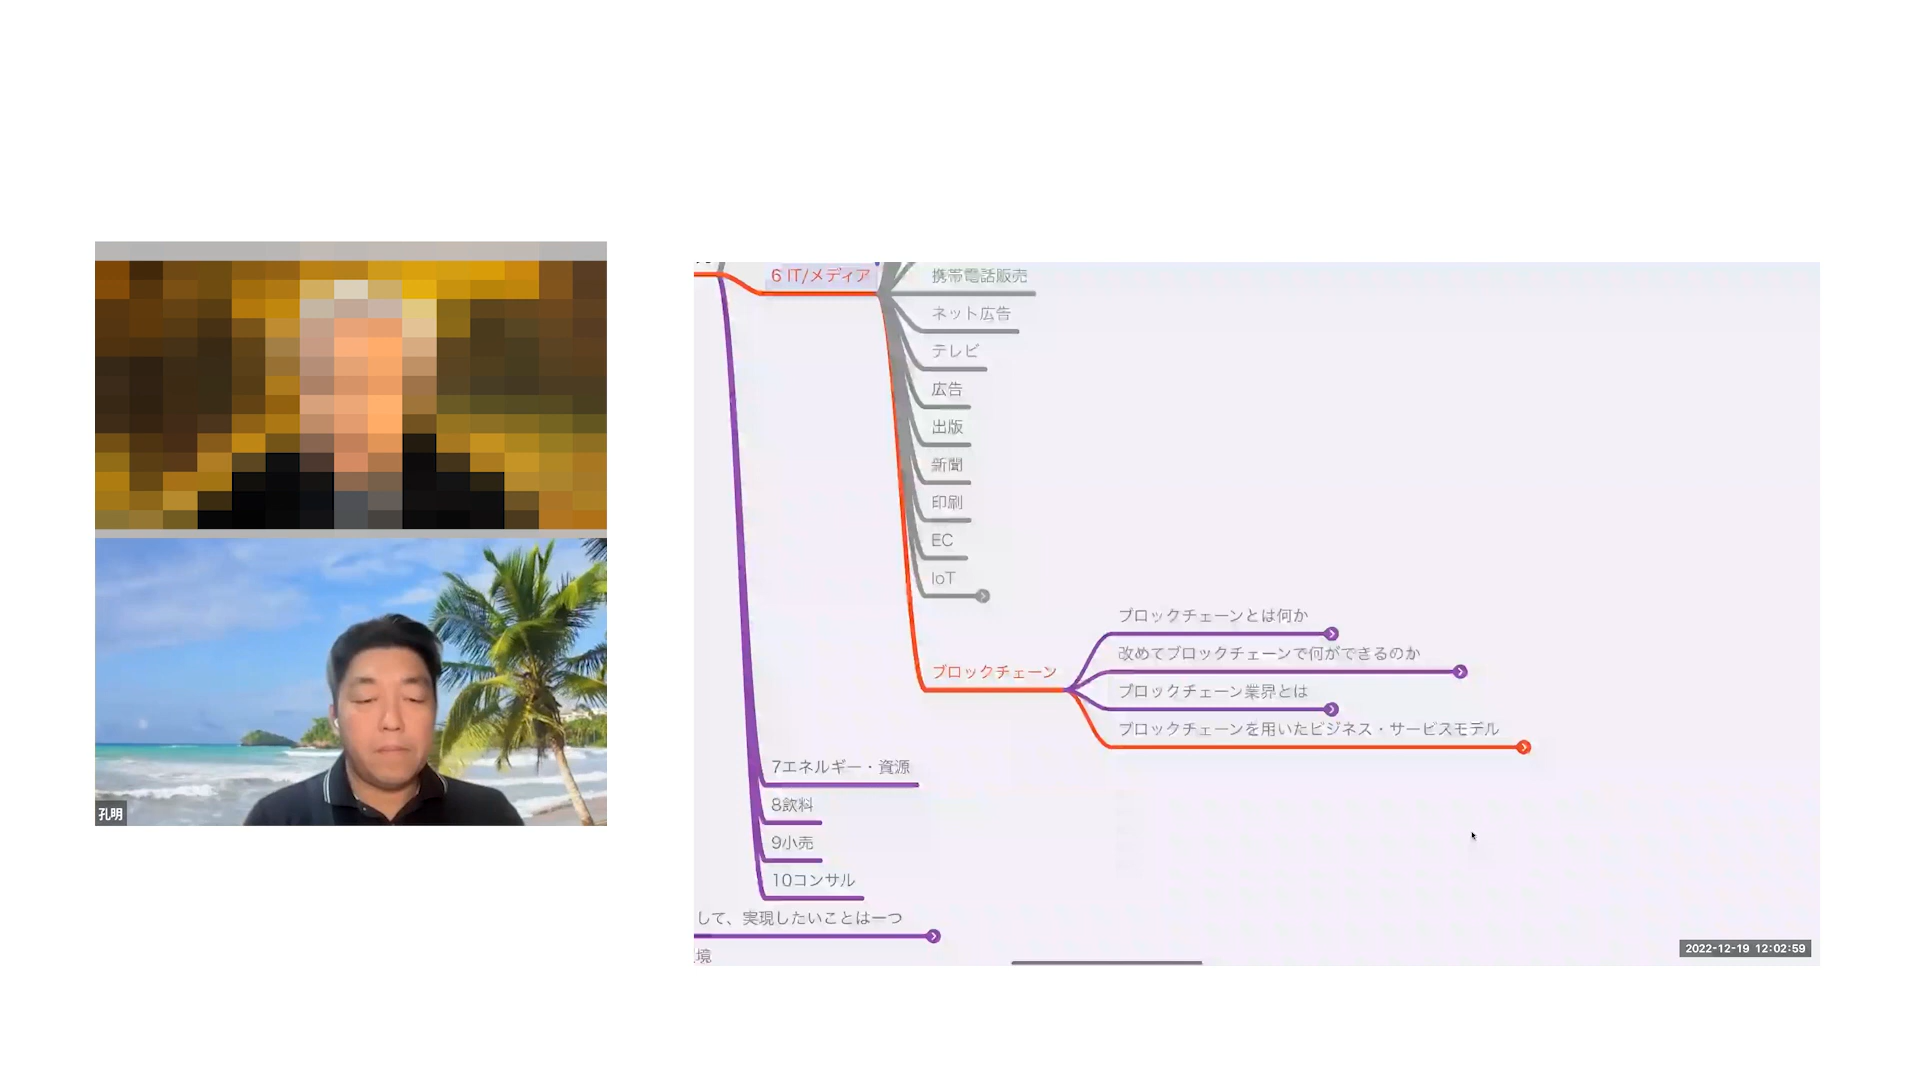 孔明
6 IT/メディア
携帯電話販売
ネット広告
テレビ
広告
出版
新聞
印刷
EC
IoT
ブロックチェーン
ブロックチェーンとは何か
改めてブロックチェーンで何ができるのか
ブロックチェーン業界とは
ブロックチェーンを用いたビジネス・サービスモデル
7エネルギー・資源
8飲料
9小売
10コンサル
して、実現したいことは一つ
境
2022-12-19 12:02:59